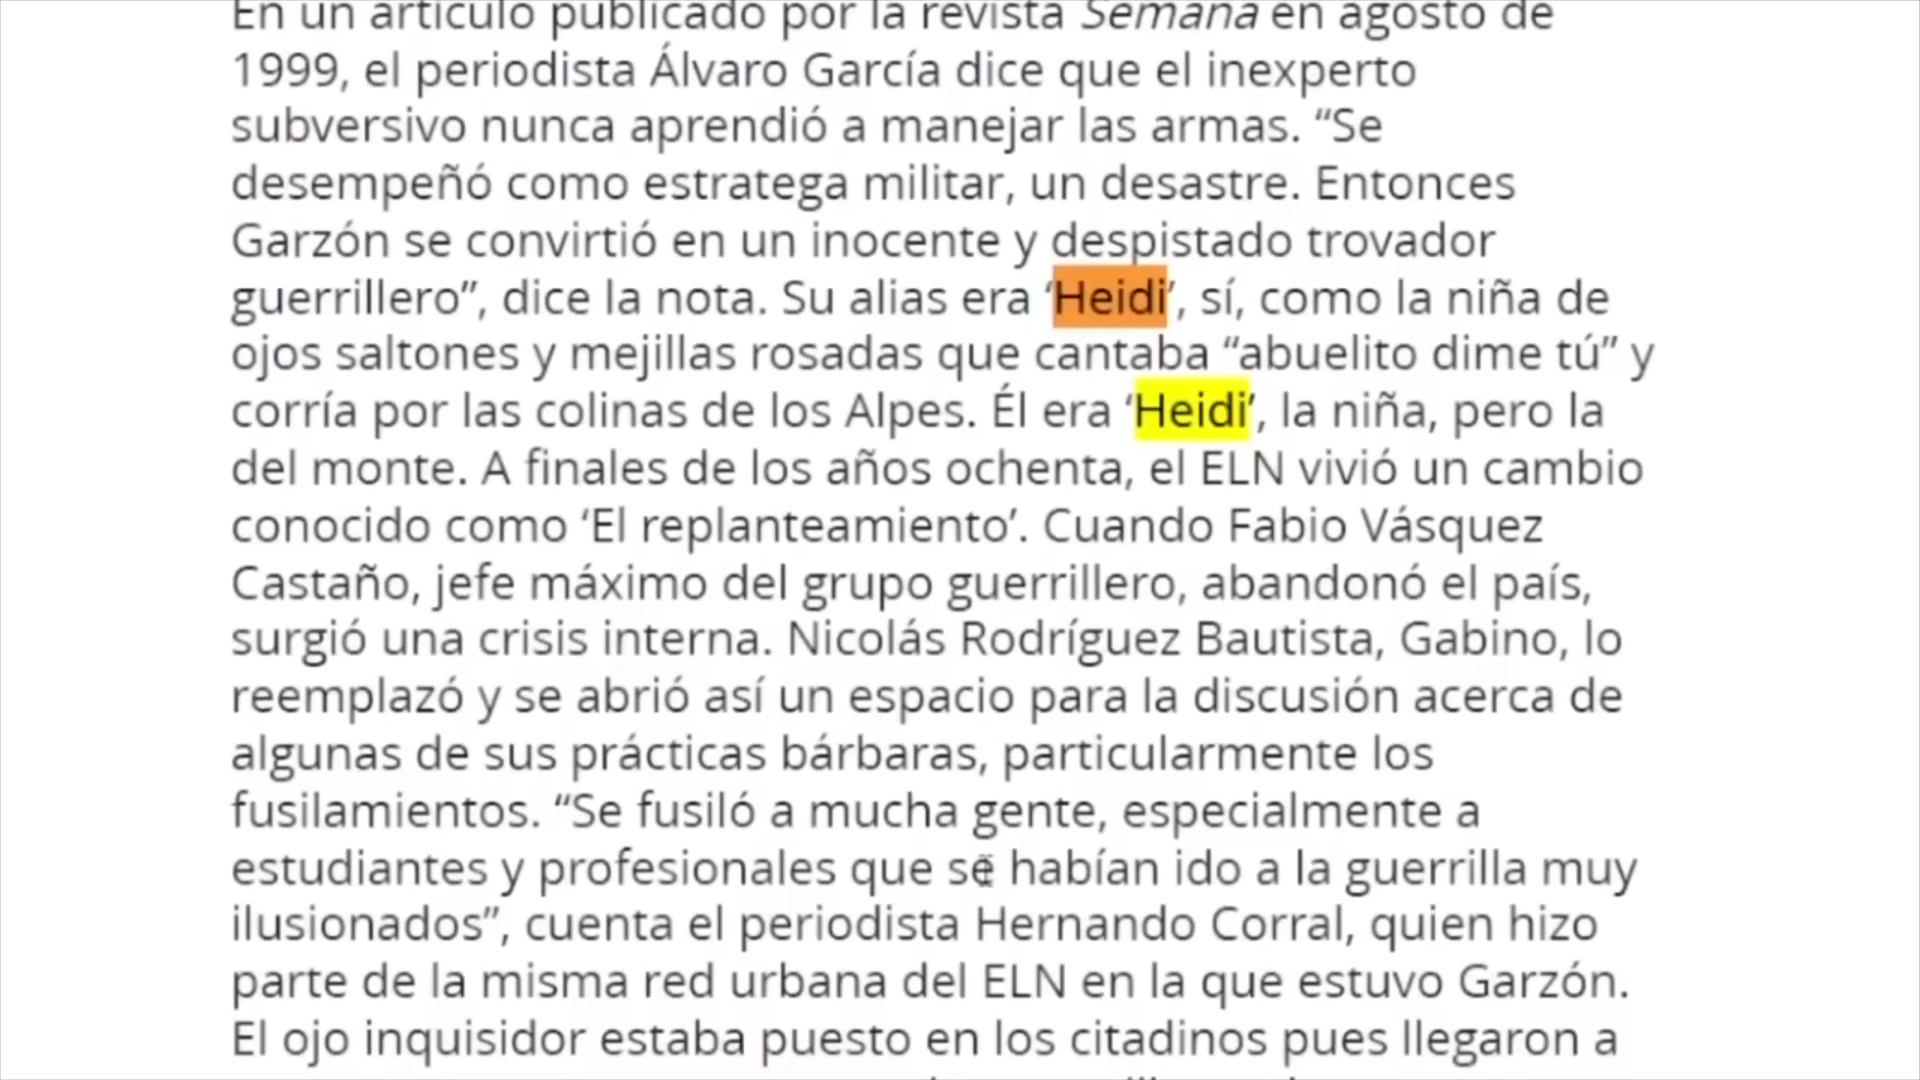 En un artículo publicado por la revista Semana en agosto de
1999, el periodista Álvaro García dice que el inexperto
subversivo nunca aprendió a manejar las armas. “Se
desempeñó como estratega militar, un desastre. Entonces
Garzón se convirtió en un inocente y despistado trovador
guerrillero”, dice la nota. Su alias era ‘Heidi’, sí, como la niña de
ojos saltones y mejillas rosadas que cantaba “abuelito dime tú” y
corría por las colinas de los Alpes. Él era ‘Heidi’, la niña, pero la
del monte. A finales de los años ochenta, el ELN vivió un cambio
conocido como ‘El replanteamiento’. Cuando Fabio Vásquez
Castaño, jefe máximo del grupo guerrillero, abandonó el país,
surgió una crisis interna. Nicolás Rodríguez Bautista, Gabino, lo
reemplazó y se abrió así un espacio para la discusión acerca de
algunas de sus prácticas bárbaras, particularmente los
fusilamientos. “Se fusiló a mucha gente, especialmente a
estudiantes y profesionales que se habían ido a la guerrilla muy
ilusionados”, cuenta el periodista Hernando Corral, quien hizo
parte de la misma red urbana del ELN en la que estuvo Garzón.
El ojo inquisidor estaba puesto en los citadinos pues llegaron a